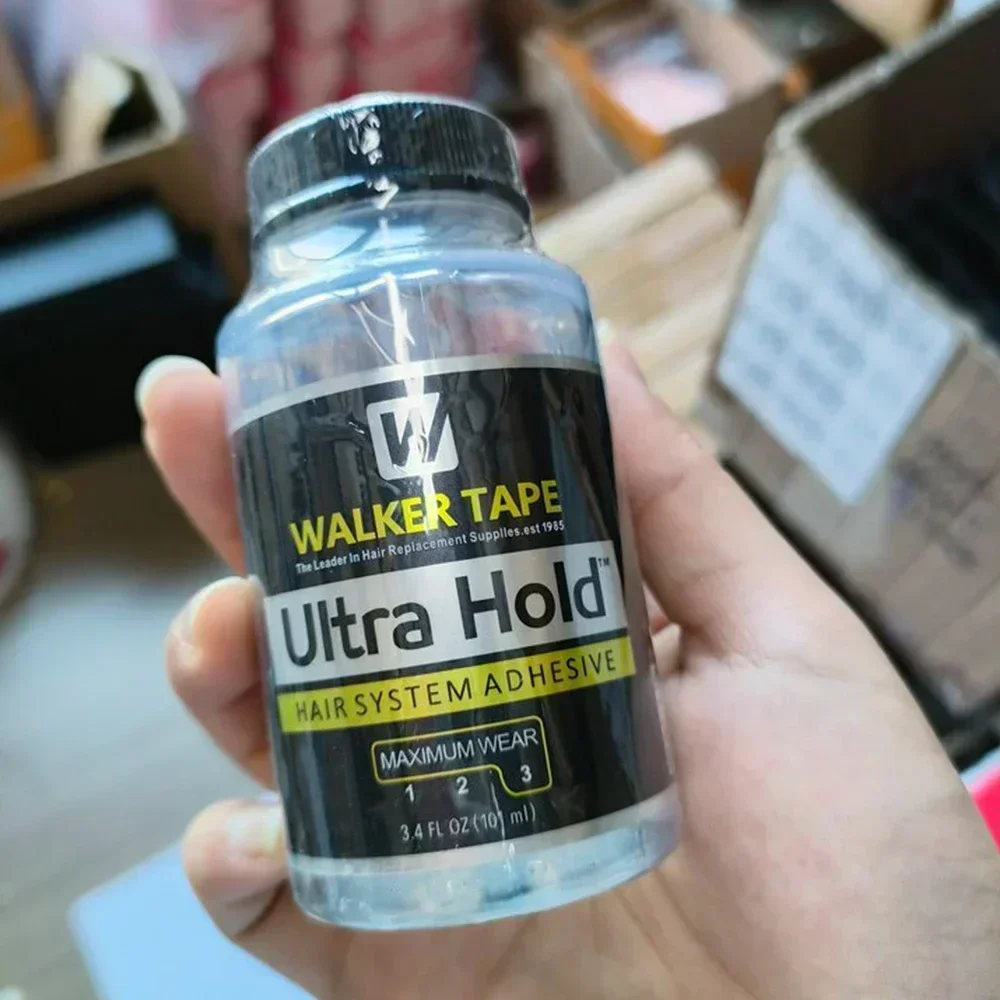 W
WALKER TAPE
The Leader In Hair Replacement Supplies.est 1985
Ultra Hold™
HAIR SYSTEM ADHESIVE
MAXIMUM WEAR
1 2 3
3.4 FL OZ ml)